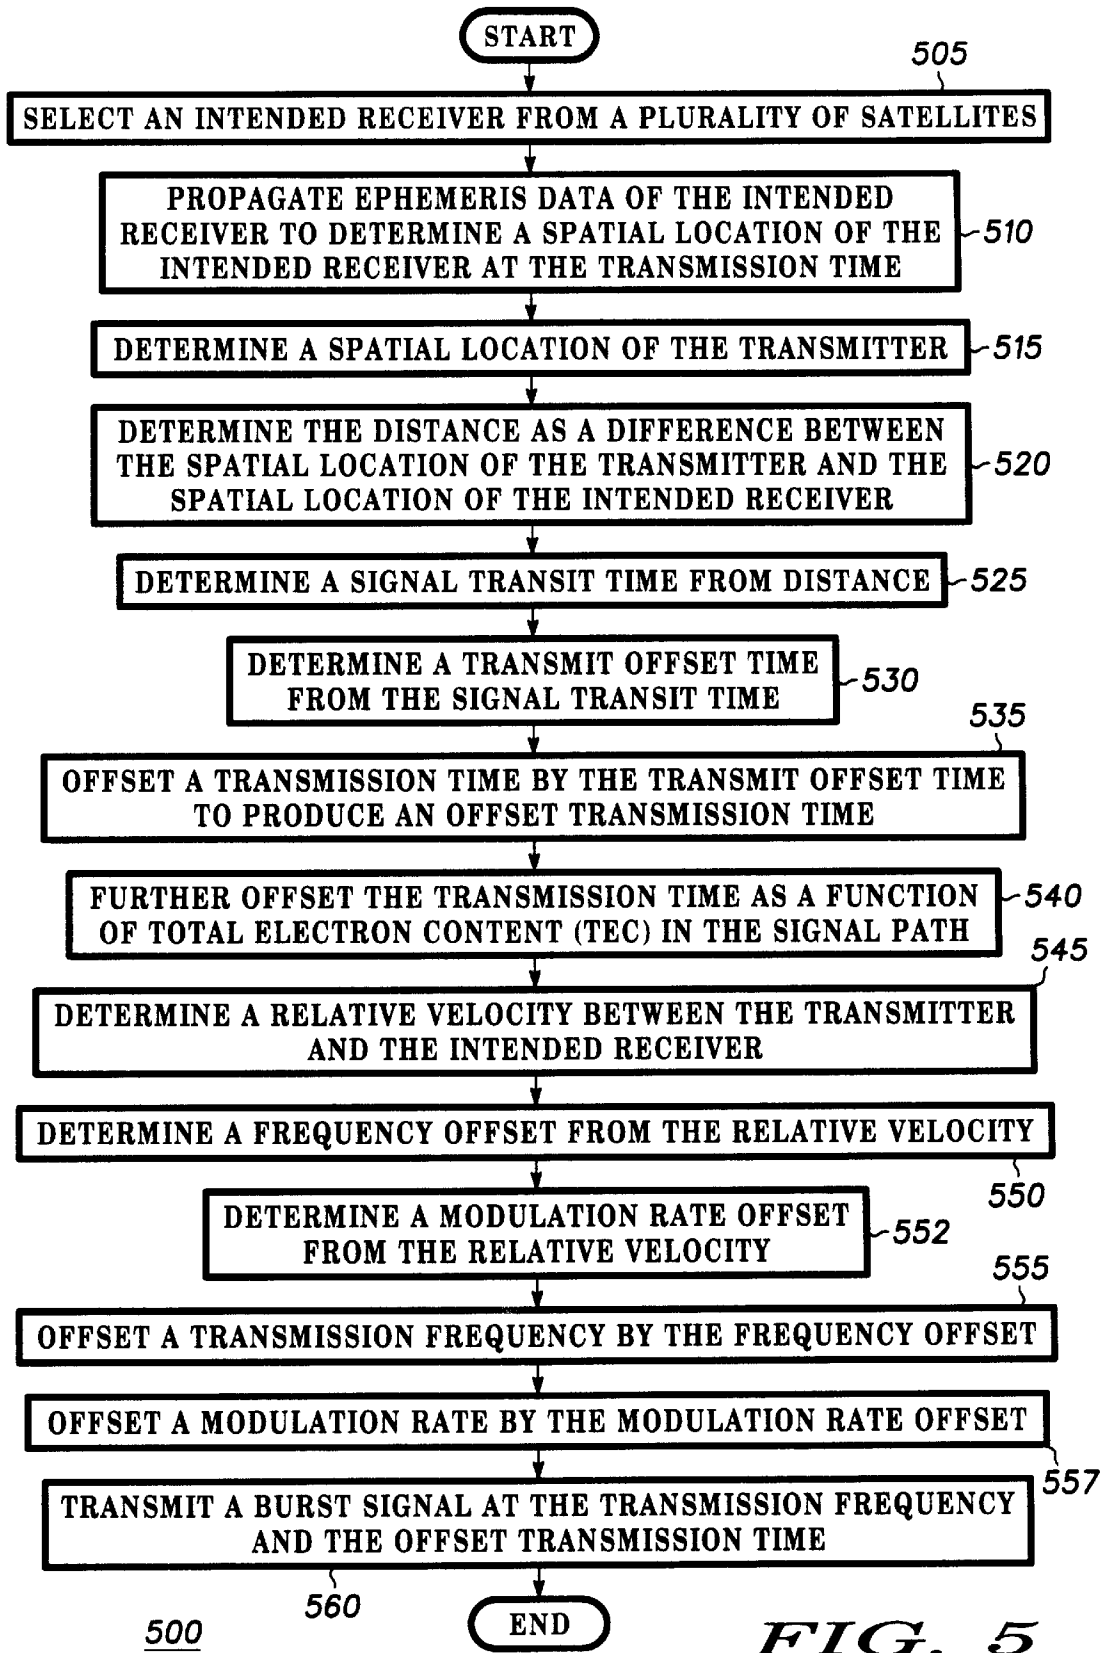 START
505
SELECT AN INTENDED RECEIVER FROM A PLURALITY OF SATELLITES
PROPAGATE EPHEMERIS DATA OF THE INTENDED
RECEIVER TO DETERMINE A SPATIAL LOCATION OF THE
INTENDED RECEIVER AT THE TRANSMISSION TIME
510
DETERMINE A SPATIAL LOCATION OF THE TRANSMITTER
515
DETERMINE THE DISTANCE AS A DIFFERENCE BETWEEN
THE SPATIAL LOCATION OF THE TRANSMITTER AND THE
SPATIAL LOCATION OF THE INTENDED RECEIVER
520
DETERMINE A SIGNAL TRANSIT TIME FROM DISTANCE
525
DETERMINE A TRANSMIT OFFSET TIME
FROM THE SIGNAL TRANSIT TIME
530
535
OFFSET A TRANSMISSION TIME BY THE TRANSMIT OFFSET TIME
TO PRODUCE AN OFFSET TRANSMISSION TIME
FURTHER OFFSET THE TRANSMISSION TIME AS A FUNCTION
OF TOTAL ELECTRON CONTENT (TEC) IN THE SIGNAL PATH
540
545
DETERMINE A RELATIVE VELOCITY BETWEEN THE TRANSMITTER
AND THE INTENDED RECEIVER
DETERMINE A FREQUENCY OFFSET FROM THE RELATIVE VELOCITY
550
DETERMINE A MODULATION RATE OFFSET
FROM THE RELATIVE VELOCITY
552
555
OFFSET A TRANSMISSION FREQUENCY BY THE FREQUENCY OFFSET
OFFSET A MODULATION RATE BY THE MODULATION RATE OFFSET
557
TRANSMIT A BURST SIGNAL AT THE TRANSMISSION FREQUENCY
AND THE OFFSET TRANSMISSION TIME
560
END
500
FIG. 5